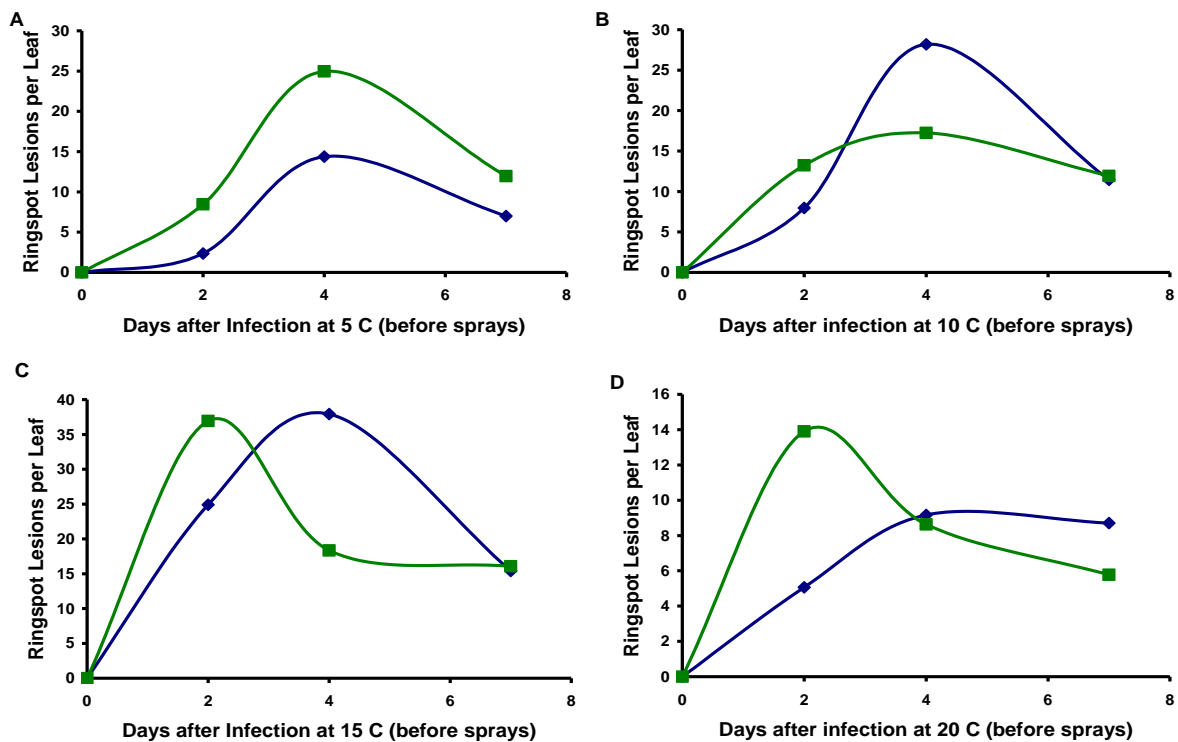 A
Ringspot Lesions per Leaf
30
25
20
15
10
5
0
0 2 4 6 8
Days after Infection at 5 C (before sprays)
B
Ringspot Lesions per Leaf
30
25
20
15
10
5
0
0 2 4 6 8
Days after infection at 10 C (before sprays)
C
Ringspot Lesions per Leaf
40
35
30
25
20
15
10
5
0
0 2 4 6 8
Days after Infection at 15 C (before sprays)
D
Ringspot Lesions per Leaf
16
14
12
10
8
6
4
2
0
0 2 4 6 8
Days after infection at 20 C (before sprays)